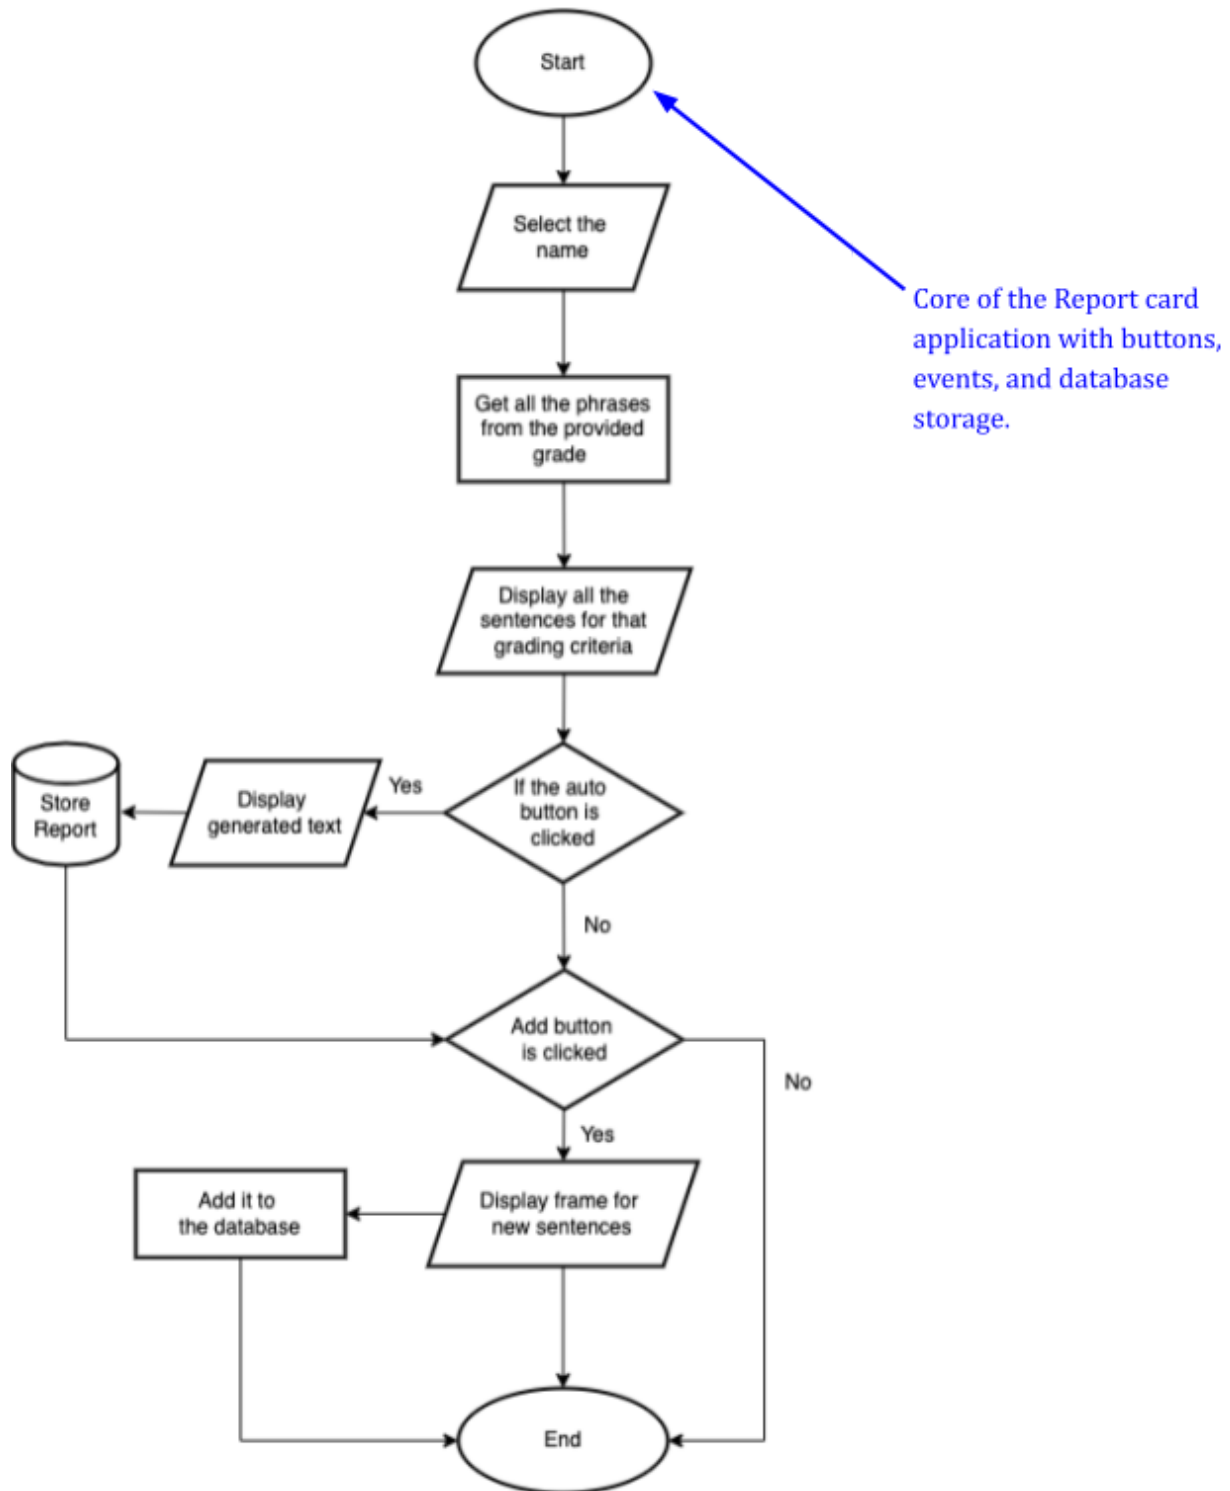 Start
Select the
name
Core of the Report card
application with buttons,
events, and database
storage.
Get all the phrases
from the provided
grade
Display all the
sentences for that
grading criteria
If the auto
button is
clicked
Yes
Display
generated text
Store
Report
No
Add button
is clicked
No
Yes
Display frame for
new sentences
Add it to
the database
End